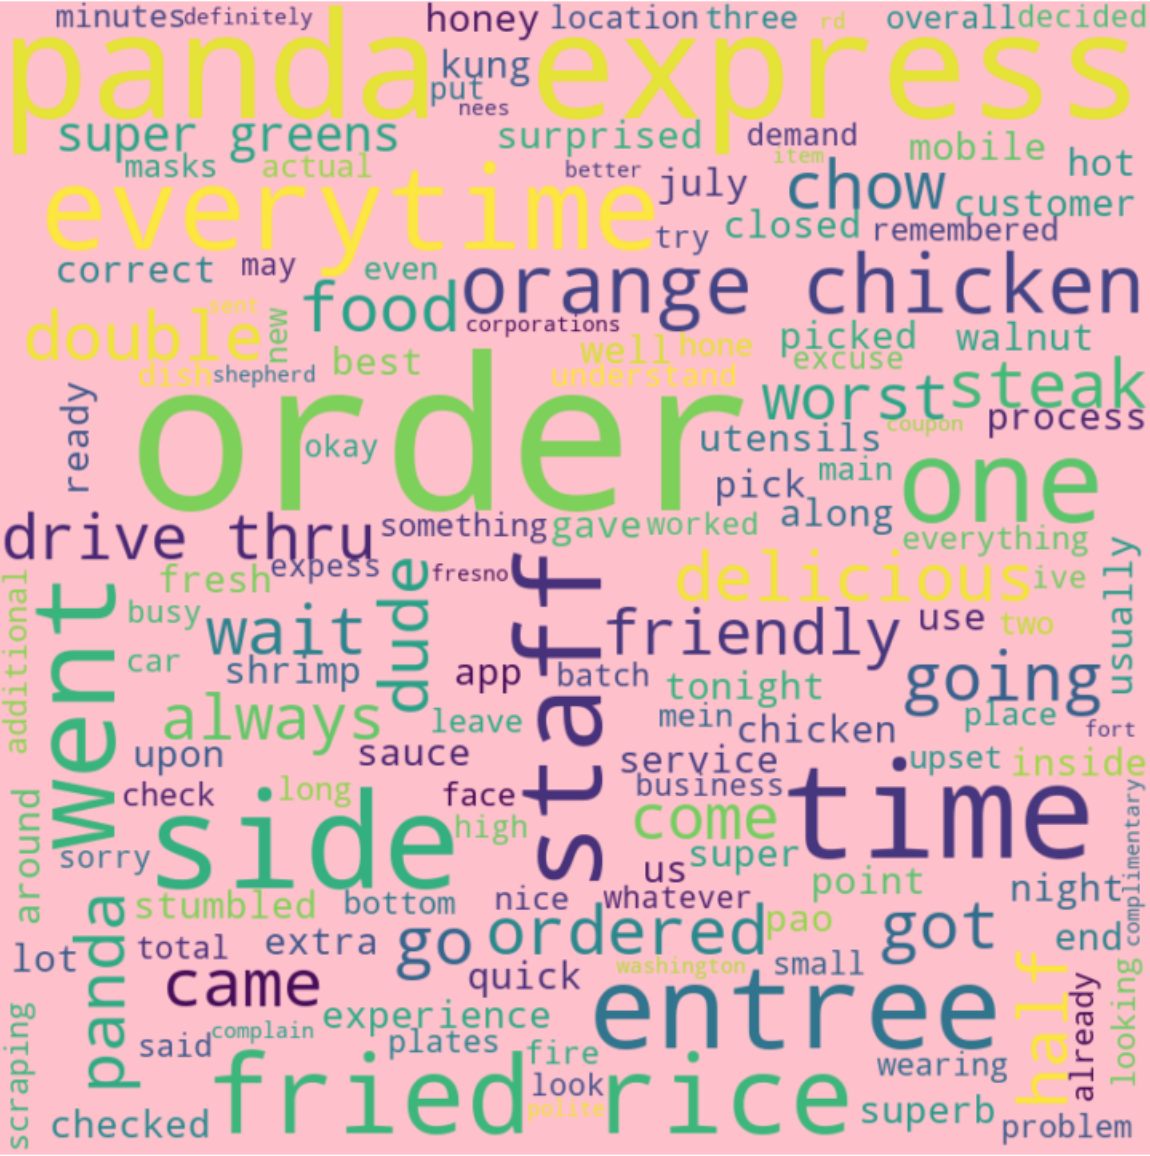 minutes definitely honey location three rd overall decided
panda express
kung
put
nees
super greens surprised demand mobile
masks actual better item hot
everytime july chow customer
try closed remembered
correct may even orange chicken
sent food corporations
double new best well hone picked walnut
excuse
dish shepherd understand worst steak
ready order process
okay utensils coupon
pick main one
along
drive thru something gave worked everything
expess
fresh fresno delicious ive usually
additional went busy wait dude staff friendly use two
car shrimp app batch tonight going
always leave mein chicken place fort
upon sauce service upset inside
check long face business time
around side high come complimentary
sorry super
us
stumbled bottom nice whatever point night
panda lot total extra go ordered pao got end
came quick washington small half already looking
scraping experience entree
said complain plates fire wearing
fried rice look
polite
checked superb problem